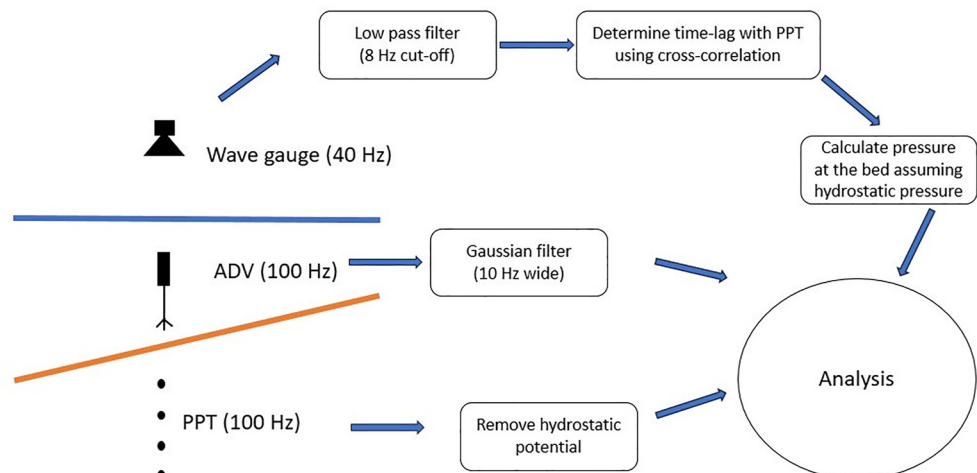 Low pass filter
(8 Hz cut-off)
Determine time-lag with PPT
using cross-correlation
Wave gauge (40 Hz)
Calculate pressure
at the bed assuming
hydrostatic pressure
ADV (100 Hz)
Gaussian filter
(10 Hz wide)
Analysis
PPT (100 Hz)
Remove hydrostatic
potential